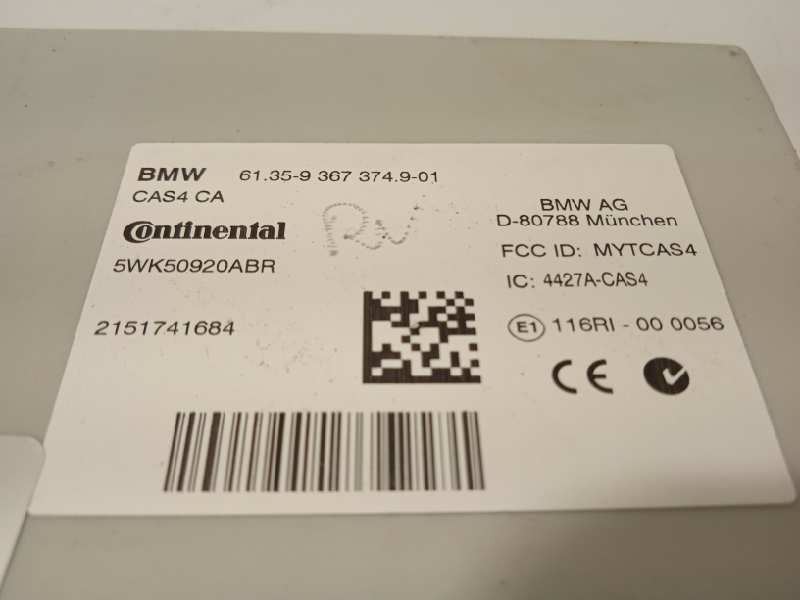 BMW 61.35-9 367 374.9-01
CAS4 CA
Continental
5WK50920ABR
2151741684
BMW AG
D-80788 München
FCC ID: MYTCAS4
IC: 4427A-CAS4
E1 116RI - 00 0056
CE